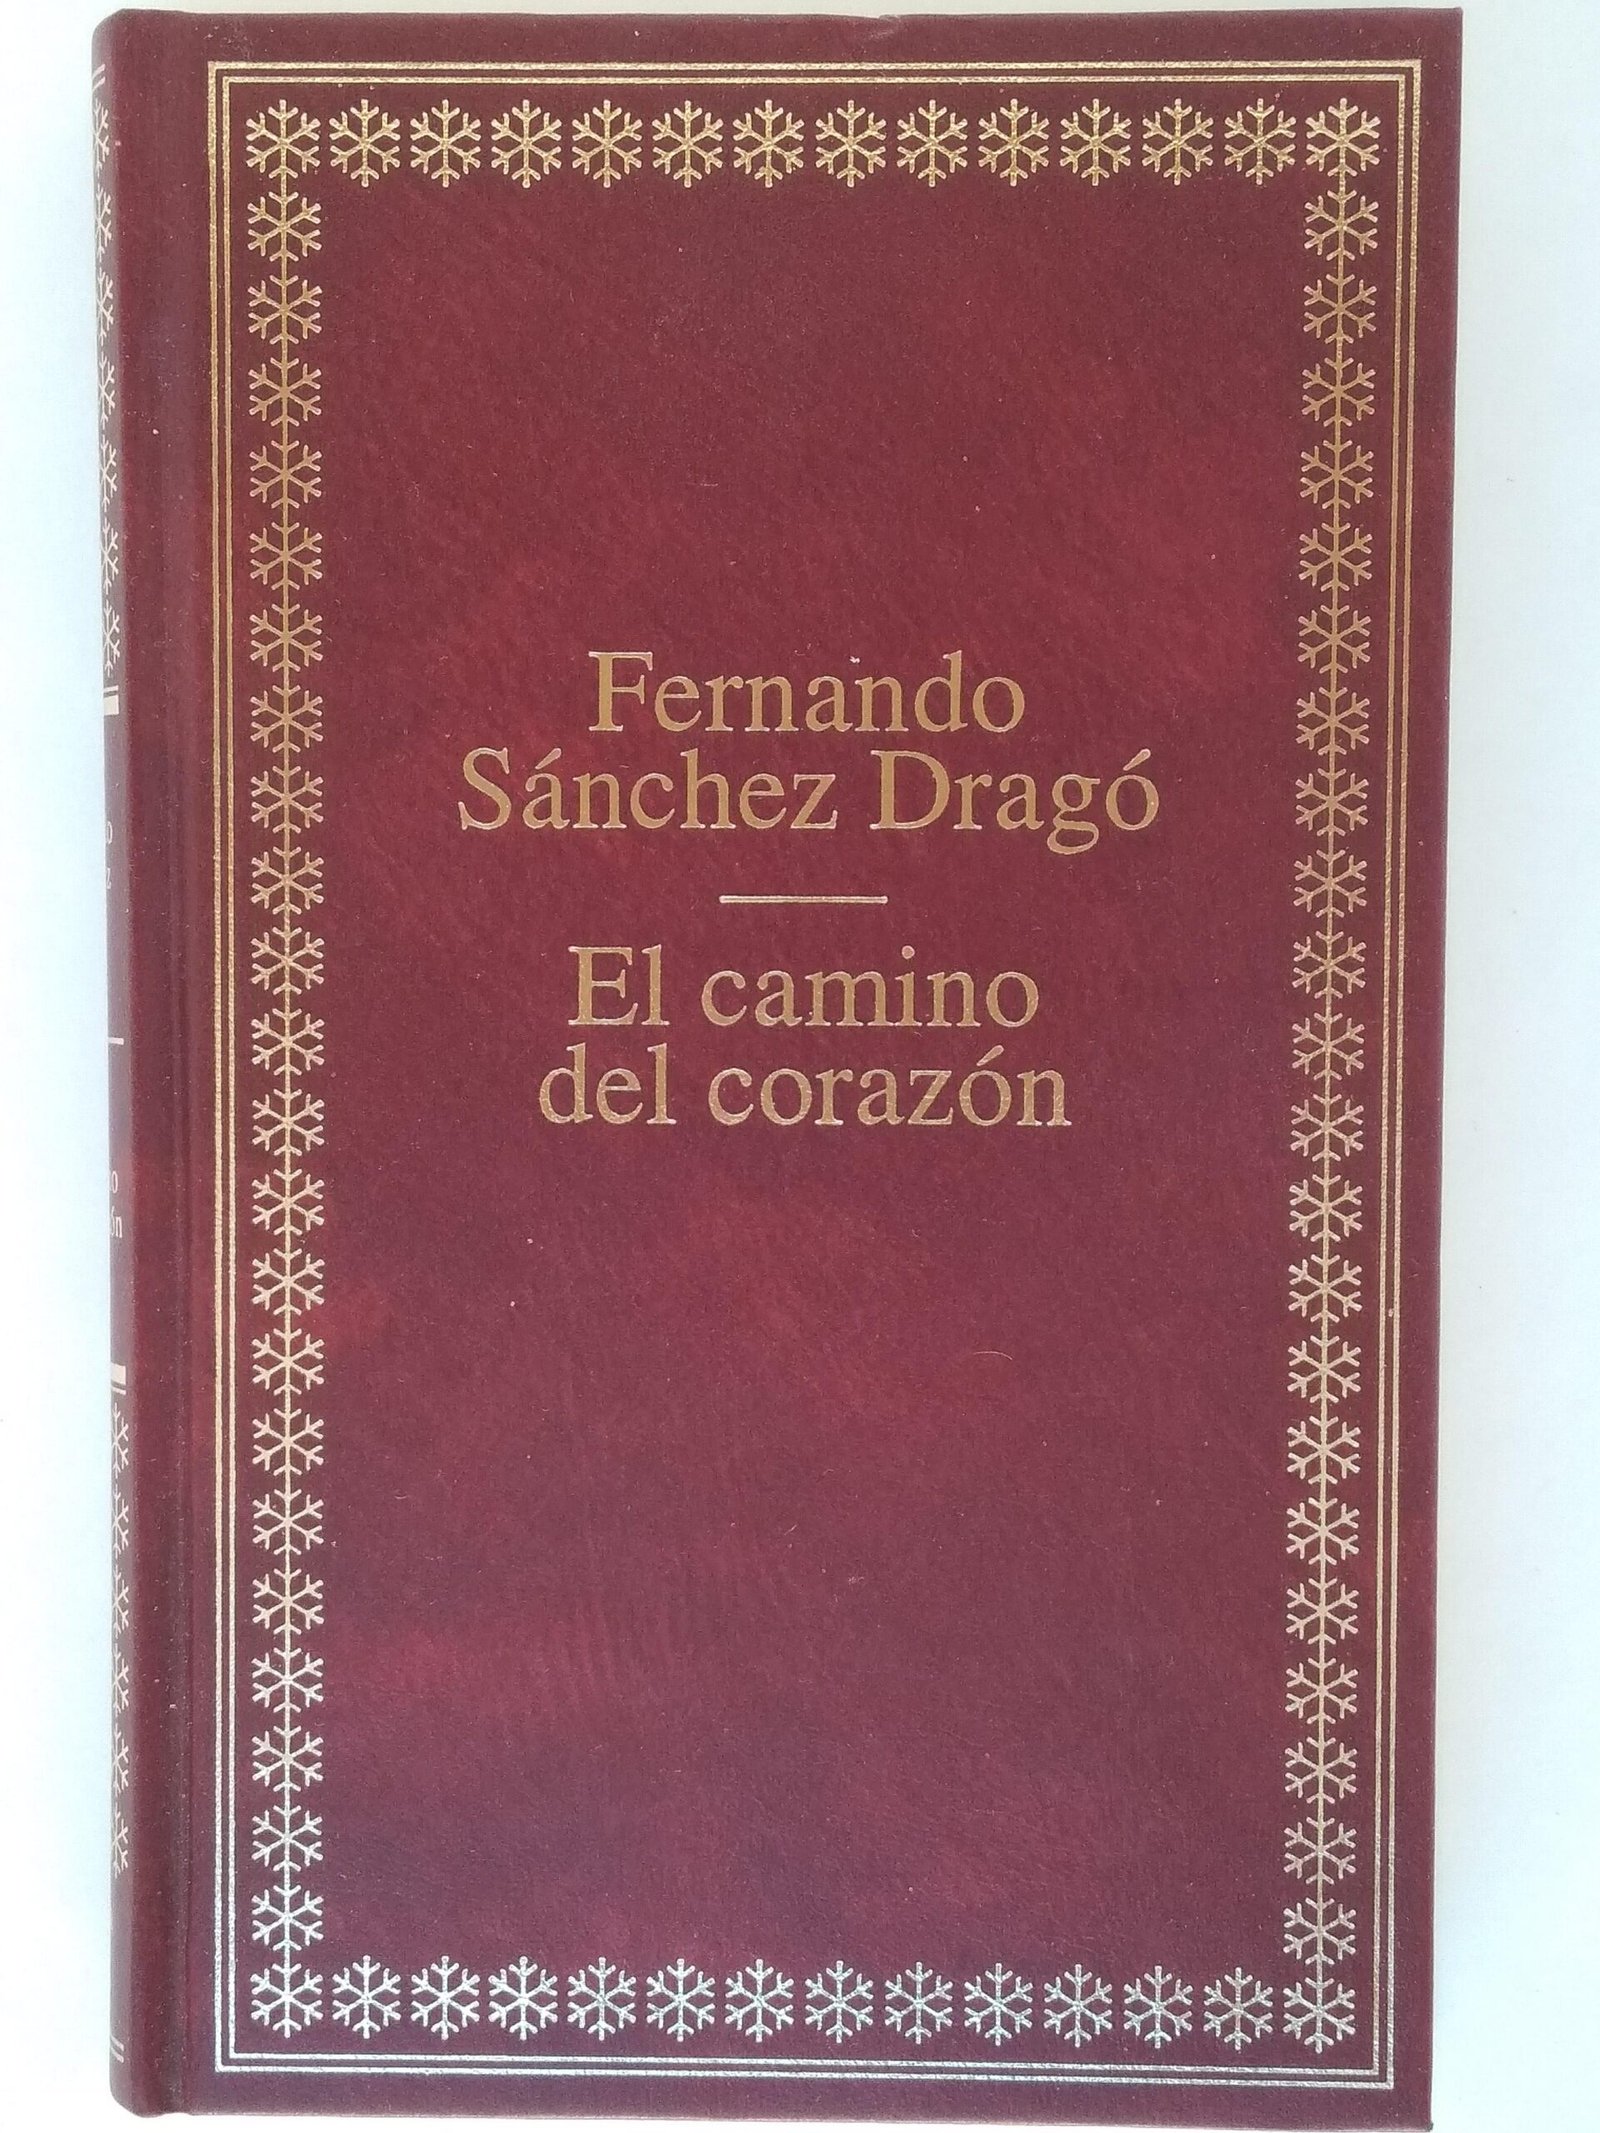 Fernando
Sánchez Dragó
El camino
del corazón